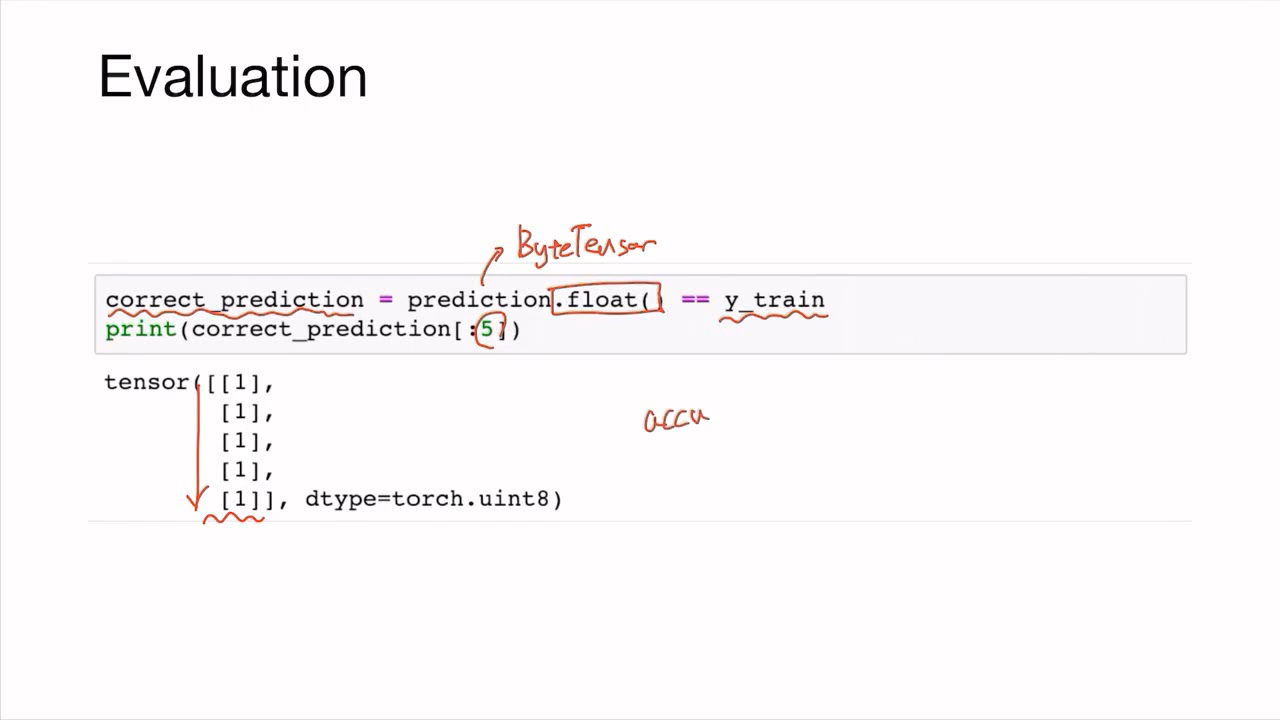 Evaluation
ByteTensor
correct_prediction = prediction.float() == y_train
print(correct_prediction[:5])
tensor([[1],
[1],
[1],
[1],
[1]], dtype=torch.uint8)
accu